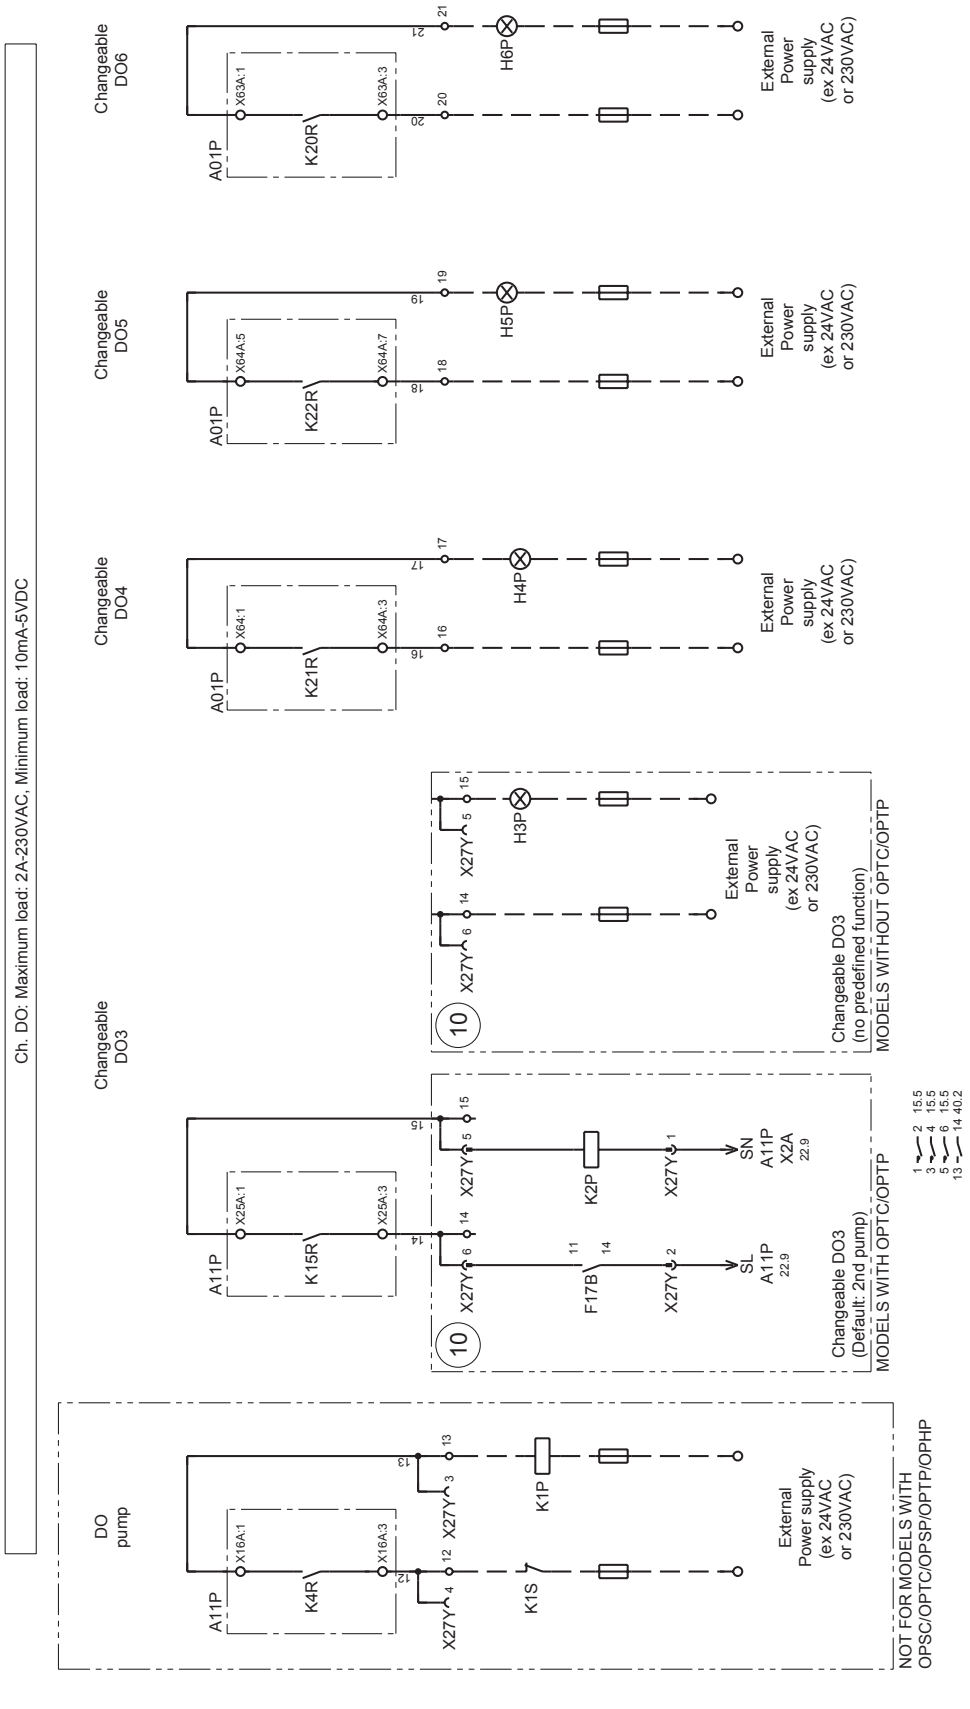 Ch. DO: Maximum load: 2A-230VAC, Minimum load: 10mA-5VDC
DO
pump
A11P
X16A:1
K4R
X16A:3
12
13
X27Y
4
12
X27Y
3
13
K1S
K1P
External
Power supply
(ex 24VAC
or 230VAC)
NOT FOR MODELS WITH
OPSC/OPTC/OPSP/OPTP/OPHP
Changeable
DO3
A11P
X25A:1
K15R
X25A:3
14
15
10
X27Y
6
14
X27Y
5
15
F17B
11
14
K2P
X27Y
2
X27Y
1
SL
A11P
22.9
SN
A11P
X2A
22.9
Changeable DO3
(Default: 2nd pump)
MODELS WITH OPTC/OPTP
1 2 15.5
3 4 15.5
5 6 15.5
13 14 40.2
10
X27Y
6
14
X27Y
5
15
H3P
External
Power
supply
(ex 24VAC
or 230VAC)
Changeable DO3
(no predefined function)
MODELS WITHOUT OPTC/OPTP
Changeable
DO4
A01P
X64:1
K21R
X64A:3
16
17
16
17
H4P
External
Power
supply
(ex 24VAC
or 230VAC)
Changeable
DO5
A01P
X64A:5
K22R
X64A:7
18
19
18
19
H5P
External
Power
supply
(ex 24VAC
or 230VAC)
Changeable
DO6
A01P
X63A:1
K20R
X63A:3
20
21
20
21
H6P
External
Power
supply
(ex 24VAC
or 230VAC)